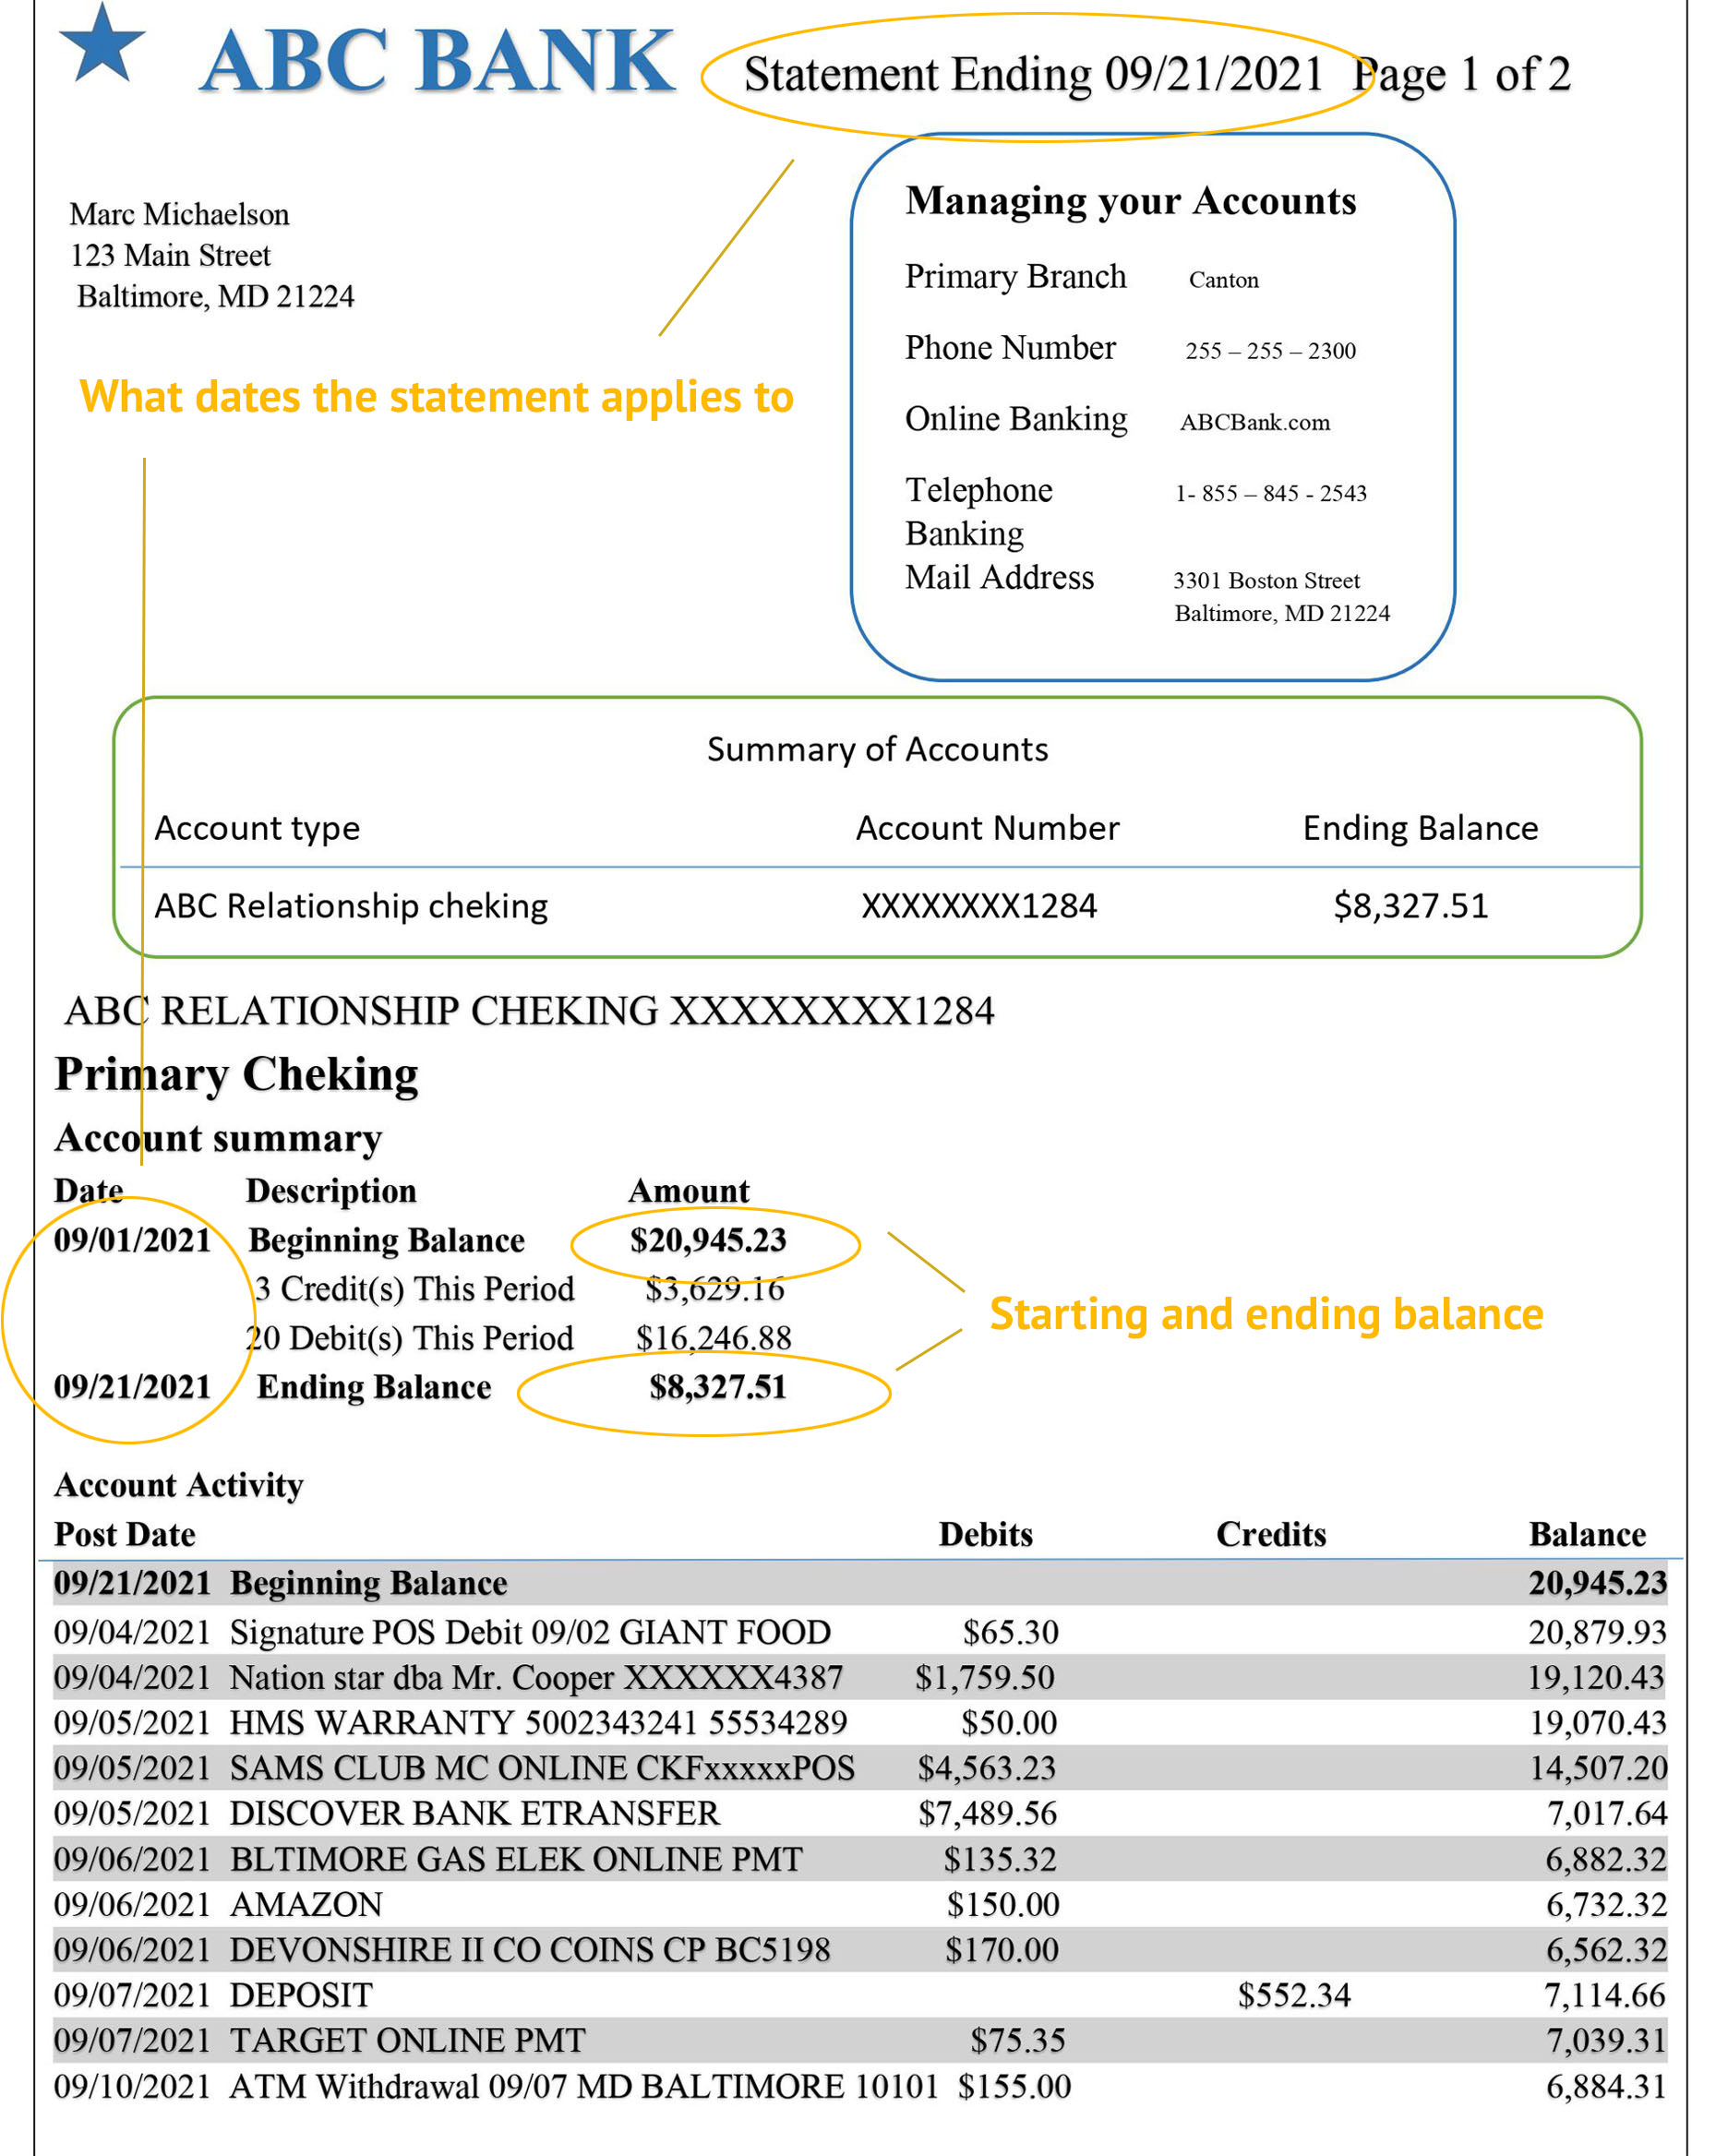 ABC BANK Statement Ending 09/21/2021 Page 1 of 2
Marc Michaelson
123 Main Street
Baltimore, MD 21224
What dates the statement applies to
Managing your Accounts
Primary Branch Canton
Phone Number 255 – 255 – 2300
Online Banking ABCBank.com
Telephone 1- 855 – 845 - 2543
Banking
Mail Address 3301 Boston Street
Baltimore, MD 21224
Summary of Accounts
Account type Account Number Ending Balance
ABC Relationship cheking XXXXXXXX1284 $8,327.51
ABC RELATIONSHIP CHEKING XXXXXXXX1284
Primary Cheking
Account summary
Date Description Amount
09/01/2021 Beginning Balance $20,945.23
3 Credit(s) This Period $3,629.16
20 Debit(s) This Period $16,246.88
09/21/2021 Ending Balance $8,327.51
Starting and ending balance
Account Activity
Post Date Debits Credits Balance
09/21/2021 Beginning Balance 20,945.23
09/04/2021 Signature POS Debit 09/02 GIANT FOOD $65.30 20,879.93
09/04/2021 Nation star dba Mr. Cooper XXXXXX4387 $1,759.50 19,120.43
09/05/2021 HMS WARRANTY 5002343241 55534289 $50.00 19,070.43
09/05/2021 SAMS CLUB MC ONLINE CKFxxxxxPOS $4,563.23 14,507.20
09/05/2021 DISCOVER BANK ETRANSFER $7,489.56 7,017.64
09/06/2021 BLTIMORE GAS ELEK ONLINE PMT $135.32 6,882.32
09/06/2021 AMAZON $150.00 6,732.32
09/06/2021 DEVONSHIRE II CO COINS CP BC5198 $170.00 6,562.32
09/07/2021 DEPOSIT $552.34 7,114.66
09/07/2021 TARGET ONLINE PMT $75.35 7,039.31
09/10/2021 ATM Withdrawal 09/07 MD BALTIMORE 10101 $155.00 6,884.31